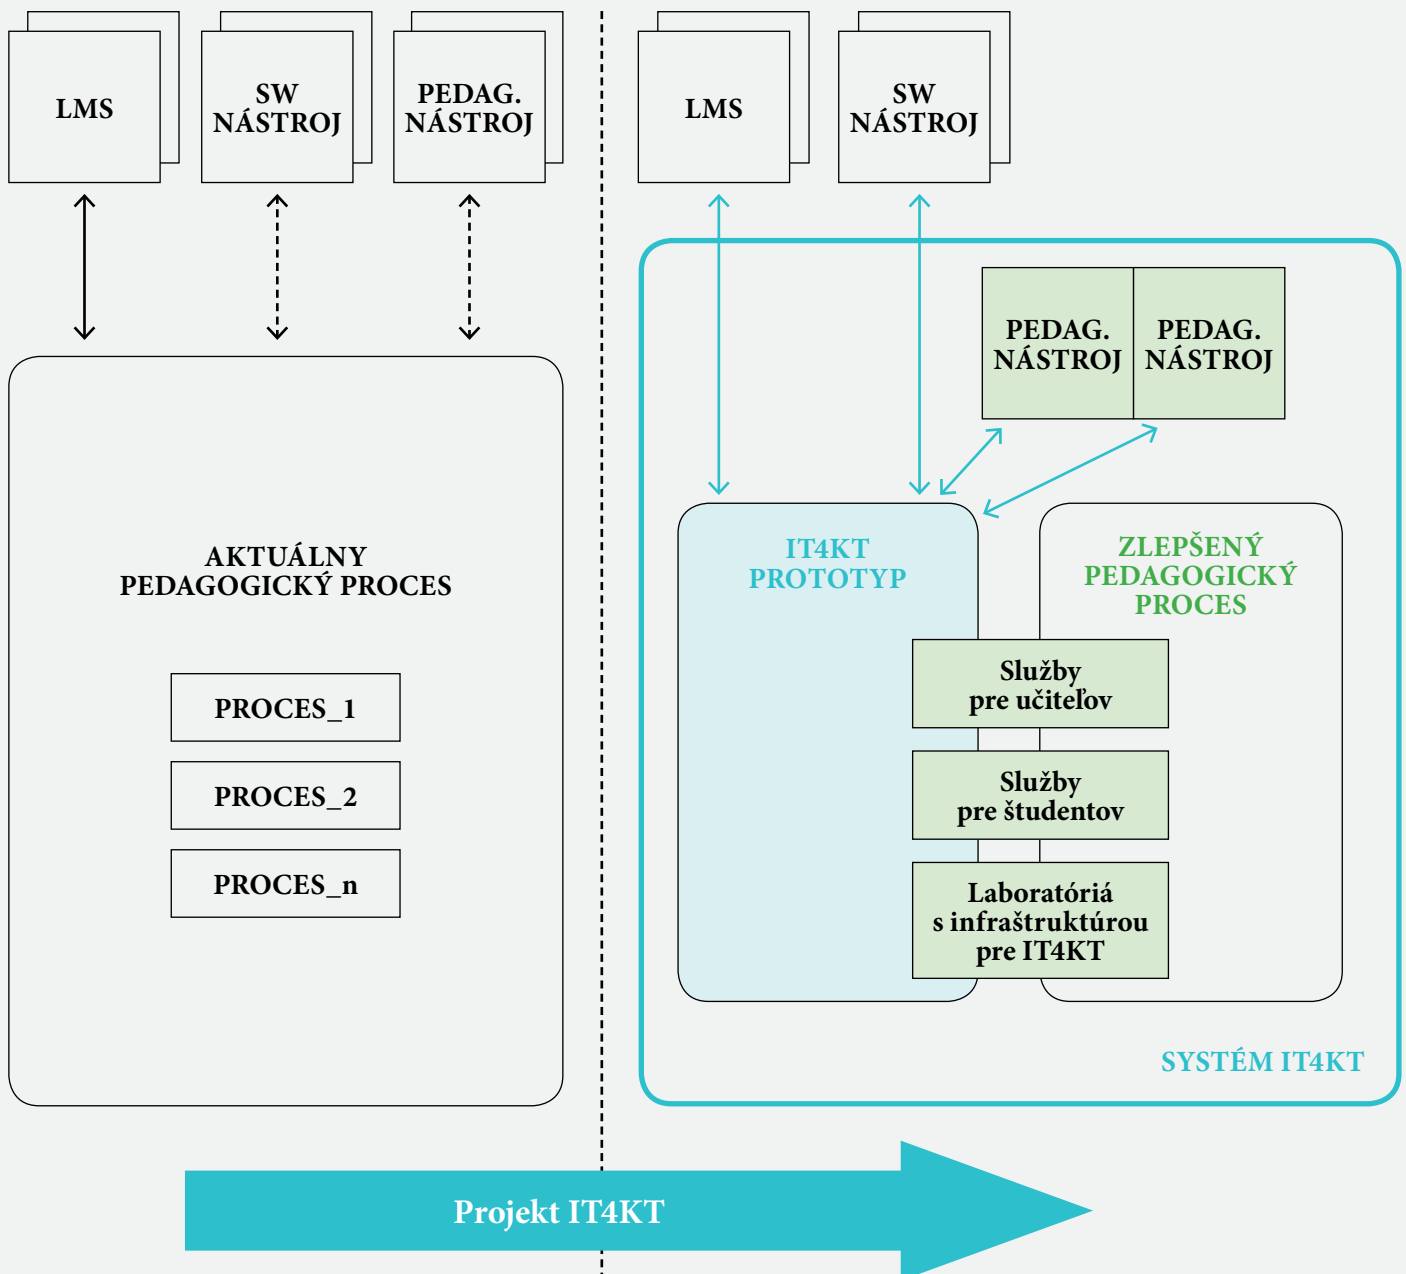 LMS
SW
NÁSTROJ
PEDAG.
NÁSTROJ
AKTUÁLNY
PEDAGOGICKÝ PROCES
PROCES_1
PROCES_2
PROCES_n
LMS
SW
NÁSTROJ
PEDAG.
NÁSTROJ
PEDAG.
NÁSTROJ
IT4KT
PROTOTYP
ZLEPŠENÝ
PEDAGOGICKÝ
PROCES
Služby
pre učiteľov
Služby
pre študentov
Laboratóriá
s infraštruktúrou
pre IT4KT
SYSTÉM IT4KT
Projekt IT4KT